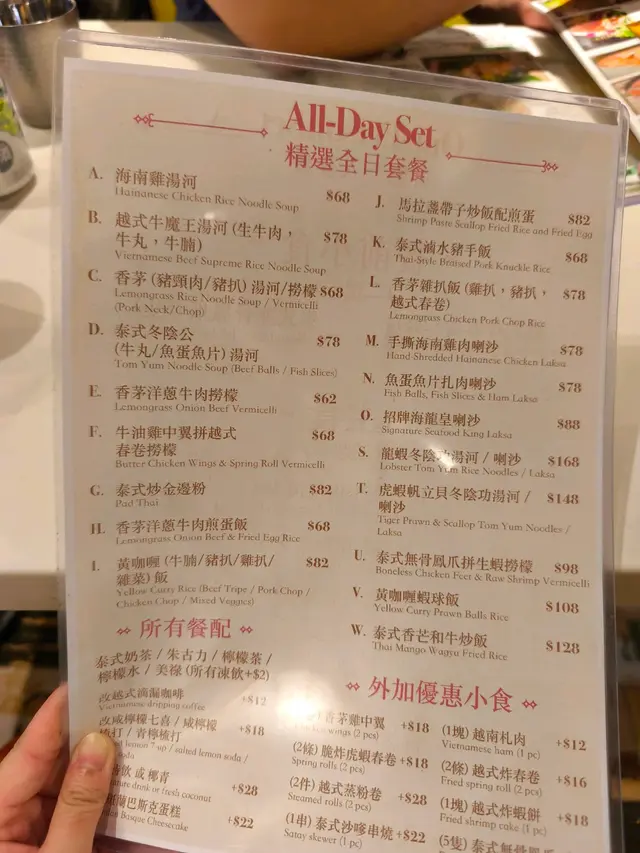 All-Day Set
精選全日套餐
A. 海南雞湯河 $68
Hainanese Chicken Rice Noodle Soup
B. 越式牛魔王湯河 (生牛肉，
牛丸，牛腩) $78
Vietnamese Beef Supreme Rice Noodle Soup
C. 香茅 (豬頸肉/豬扒) 湯河/撈檬 $68
Lemongrass Rice Noodle Soup / Vermicelli
(Pork Neck/Chop)
D. 泰式冬陰公
(牛丸/魚蛋魚片) 湯河 $78
Tom Yum Noodle Soup (Beef Balls / Fish Slices)
E. 香茅洋蔥牛肉撈檬 $62
Lemongrass Onion Beef Vermicelli
F. 牛油雞中翼拼越式
春卷撈檬 $68
Butter Chicken Wings & Spring Roll Vermicelli
G. 泰式炒金邊粉 $82
Pad Thai
H. 香茅洋蔥牛肉煎蛋飯 $68
Lemongrass Onion Beef & Fried Egg Rice
I. 黃咖喱 (牛腩/豬扒/雞扒/
雜菜) 飯 $82
Yellow Curry Rice (Beef Tripe / Pork Chop /
Chicken Chop / Mixed Veggies)
J. 馬拉盞帶子炒飯配煎蛋 $82
Shrimp Paste Scallop Fried Rice and Fried Egg
K. 泰式滷水豬手飯 $68
Thai-Style Braised Pork Knuckle Rice
L. 香茅雜扒飯 (雞扒，豬扒，
越式春卷) $78
Lemongrass Chicken Pork Chop Rice
M. 手撕海南雞肉喇沙 $78
Hand-Shredded Hainanese Chicken Laksa
N. 魚蛋魚片扎肉喇沙 $78
Fish Balls, Fish Slices & Ham Laksa
O. 招牌海龍皇喇沙 $88
Signature Seafood King Laksa
S. 龍蝦冬陰功湯河 / 喇沙 $168
Lobster Tom Yum Rice Noodles / Laksa
T. 虎蝦帆立貝冬陰功湯河 /
喇沙 $148
Tiger Prawn & Scallop Tom Yum Noodles /
Laksa
U. 泰式無骨鳳爪拼生蝦撈檬 $98
Boneless Chicken Feet & Raw Shrimp Vermicelli
V. 黃咖喱蝦球飯 $108
Yellow Curry Prawn Balls Rice
W. 泰式香芒和牛炒飯 $128
Thai Mango Wagyu Fried Rice
所有餐配
泰式奶茶 / 朱古力 / 檸檬茶 /
檸檬水 / 美祿 (所有凍飲+$2)
改越式滴漏咖啡 +$12
Vietnamese dripping coffee
改咸檸檬七喜 / 咸檸檬
打 / 青檸梳打 +$18
lemon 7-up / salted lemon soda /
飲 或 椰青 +$28
drink or fresh coconut
蘭巴斯克蛋糕 +$22
Basque Cheesecake
外加優惠小食
香茅雞中翼 +$18
wings (2 pcs)
(2條) 脆炸虎蝦春卷 +$18
Spring rolls (2 pcs)
(2件) 越式蒸粉卷 +$28
Steamed rolls (2 pcs)
(1串) 泰式沙嗲串燒 +$22
Satay skewer (1 pc)
(1塊) 越南札肉 +$12
Vietnamese ham (1 pc)
(2條) 越式炸春卷 +$16
Fried spring roll (2 pcs)
(1塊) 越式炸蝦餅 +$18
Fried shrimp cake (1 pc)
(5隻) 泰式無骨鳳